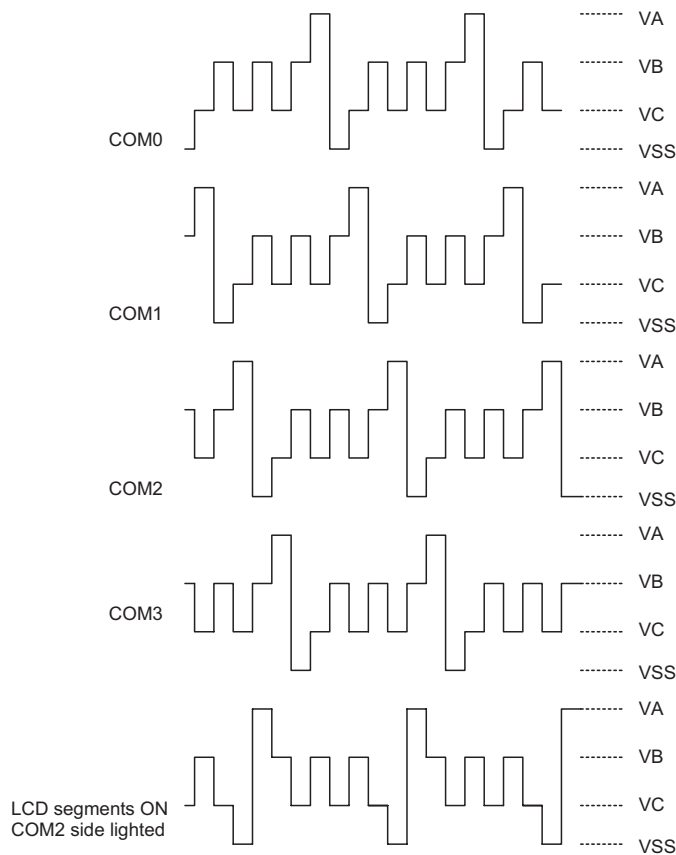 VA
VB
VC
COM0
VSS
VA
VB
VC
COM1
VSS
VA
VB
VC
COM2
VSS
VA
VB
COM3
VC
VSS
VA
VB
LCD segments ON
VC
COM2 side lighted
VSS